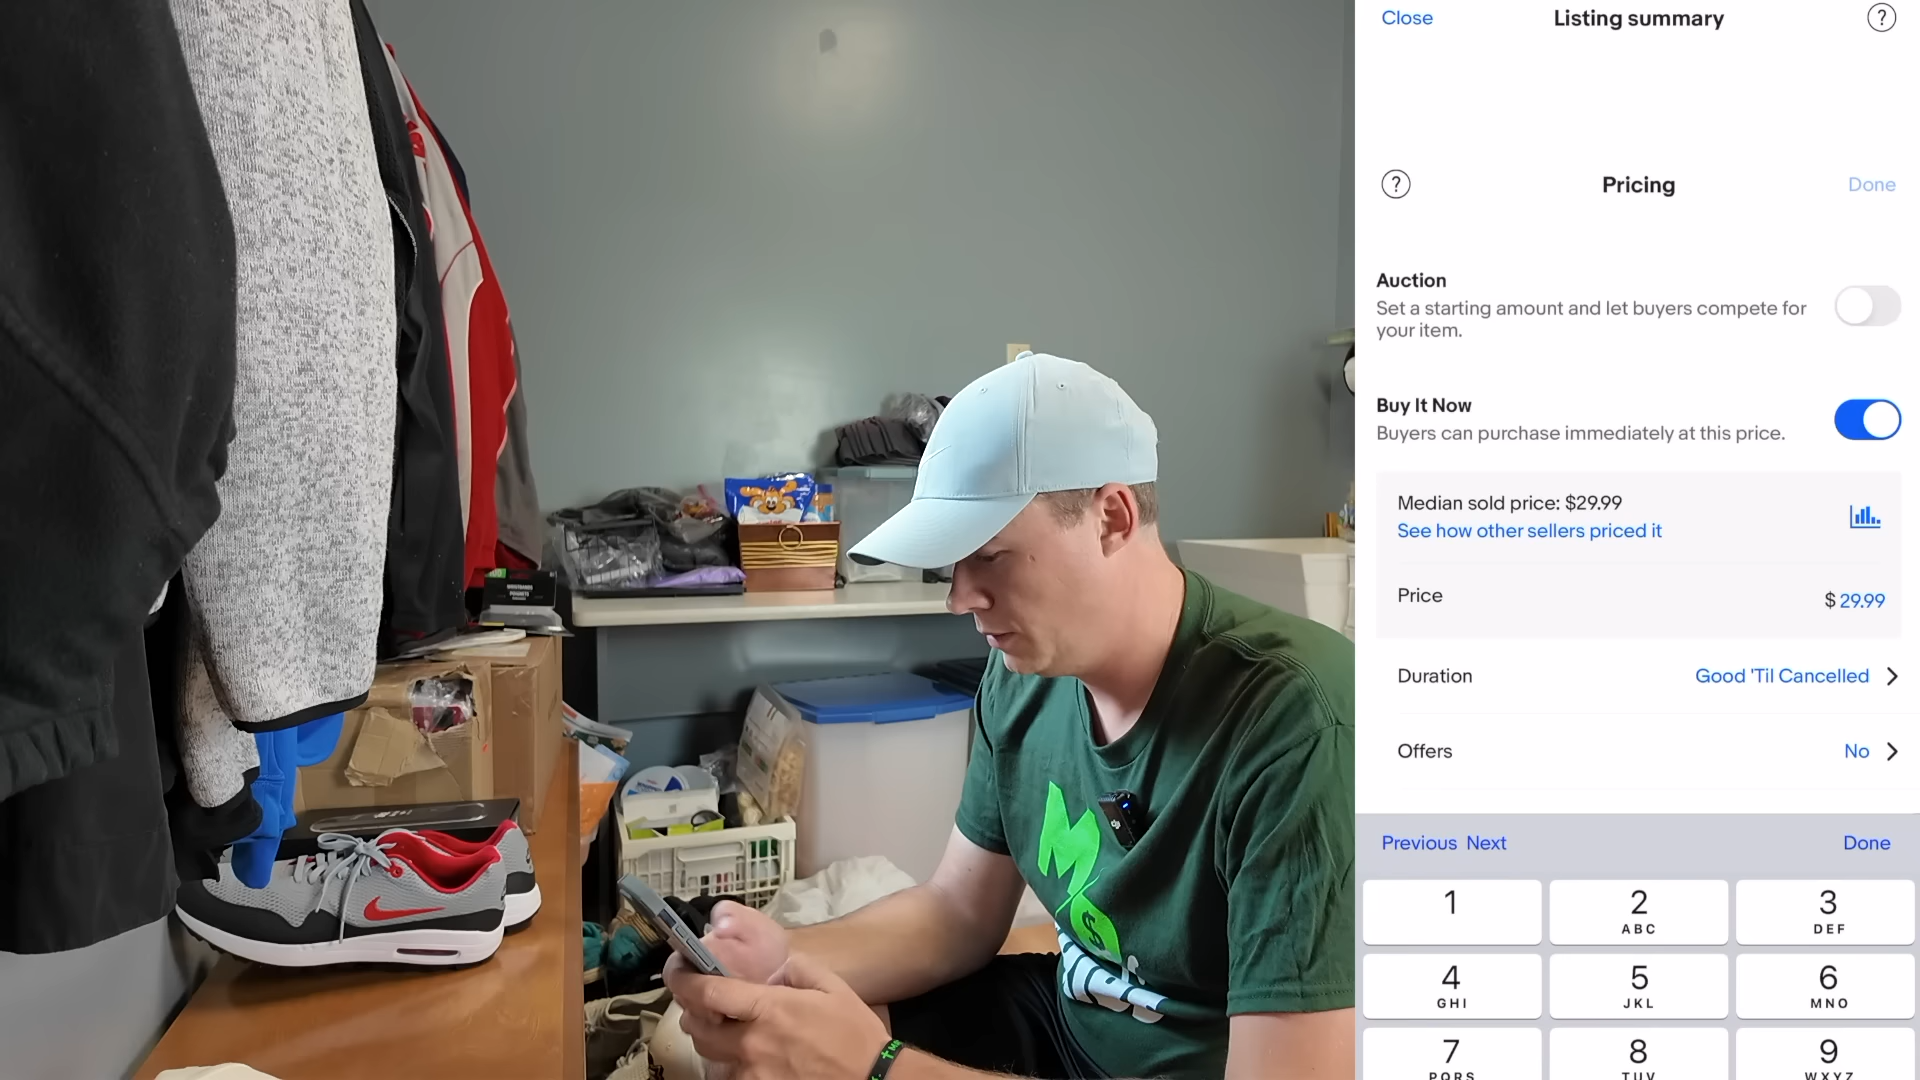 Close
Listing summary
?
?
Pricing
Done
Auction
Set a starting amount and let buyers compete for
your item.
Buy It Now
Buyers can purchase immediately at this price.
Median sold price: $29.99
See how other sellers priced it
Price
$ 29.99
Duration
Good 'Til Cancelled
Offers
No
Previous Next
Done
1
2
ABC
3
DEF
4
GHI
5
JKL
6
MNO
7
PQRS
8
TUV
9
WXYZ